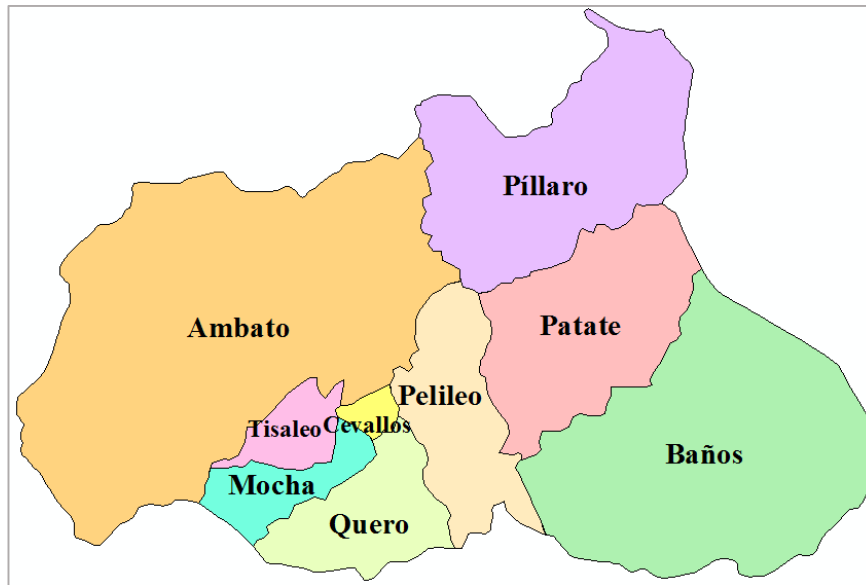 Píllaro
Ambato
Patate
Pelileo
Tisaleo
Cevallos
Baños
Mocha
Quero